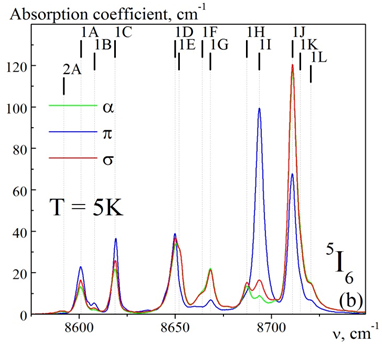 Absorption coefficient, cm⁻¹
1A 1C 1D 1F 1H 1J
1B 1E 1G 1I 1K
2A 1L
120
100
80
60
40
20
0
α
π
σ
T = 5K
⁵I₆
(b)
8600 8650 8700
ν, cm⁻¹